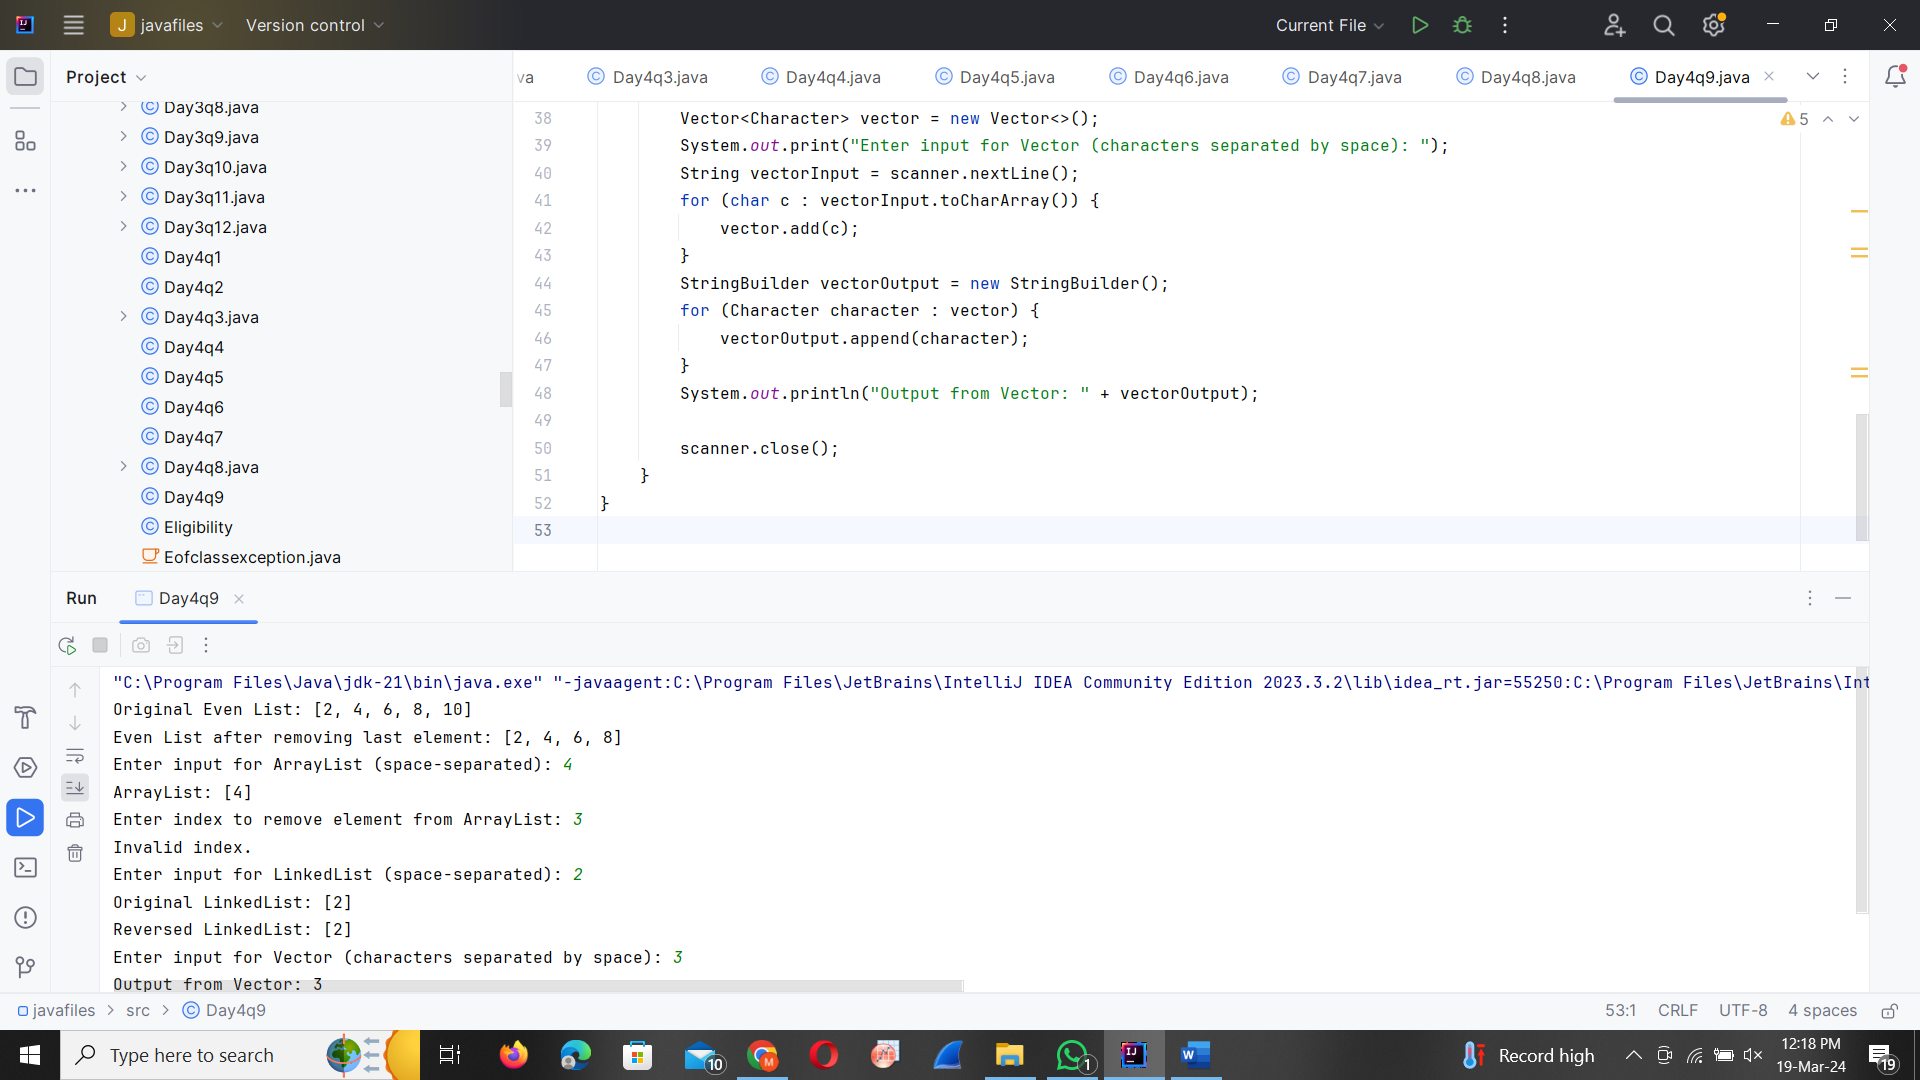 javafiles
Version control
Current File
Project
va
Day4q3.java
Day4q4.java
Day4q5.java
Day4q6.java
Day4q7.java
Day4q8.java
Day4q9.java
Day3q8.java
Day3q9.java
Day3q10.java
Day3q11.java
Day3q12.java
Day4q1
Day4q2
Day4q3.java
Day4q4
Day4q5
Day4q6
Day4q7
Day4q8.java
Day4q9
Eligibility
Eofclassexception.java
5
38 Vector<Character> vector = new Vector<>();
39 System.out.print("Enter input for Vector (characters separated by space): ");
40 String vectorInput = scanner.nextLine();
41 for (char c : vectorInput.toCharArray()) {
42 vector.add(c);
43 }
44 StringBuilder vectorOutput = new StringBuilder();
45 for (Character character : vector) {
46 vectorOutput.append(character);
47 }
48 System.out.println("Output from Vector: " + vectorOutput);
49
50 scanner.close();
51 }
52 }
53
Run
Day4q9
"C:\Program Files\Java\jdk-21\bin\java.exe" "-javaagent:C:\Program Files\JetBrains\IntelliJ IDEA Community Edition 2023.3.2\lib\idea_rt.jar=55250:C:\Program Files\JetBrains\Int
Original Even List: [2, 4, 6, 8, 10]
Even List after removing last element: [2, 4, 6, 8]
Enter input for ArrayList (space-separated): 4
ArrayList: [4]
Enter index to remove element from ArrayList: 3
Invalid index.
Enter input for LinkedList (space-separated): 2
Original LinkedList: [2]
Reversed LinkedList: [2]
Enter input for Vector (characters separated by space): 3
Output from Vector: 3
javafiles > src > Day4q9
53:1 CRLF UTF-8 4 spaces
Type here to search
10
1
Record high
12:18 PM
19-Mar-24
19